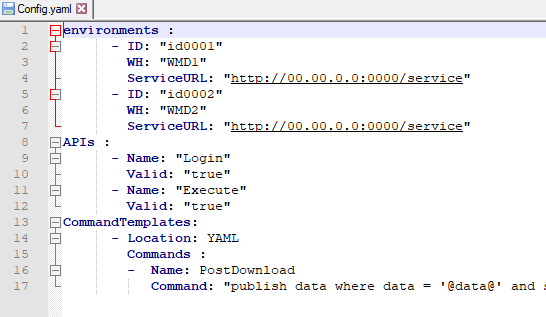 Config.yaml
1 environments :
2 - ID: "id0001"
3 WH: "WMD1"
4 ServiceURL: "http://00.00.0.0:0000/service"
5 - ID: "id0002"
6 WH: "WMD2"
7 ServiceURL: "http://00.00.0.0:0000/service"
8 APIs :
9 - Name: "Login"
10 Valid: "true"
11 - Name: "Execute"
12 Valid: "true"
13 CommandTemplates:
14 - Location: YAML
15 Commands :
16 - Name: PostDownload
17 Command: "publish data where data = '@data@' and